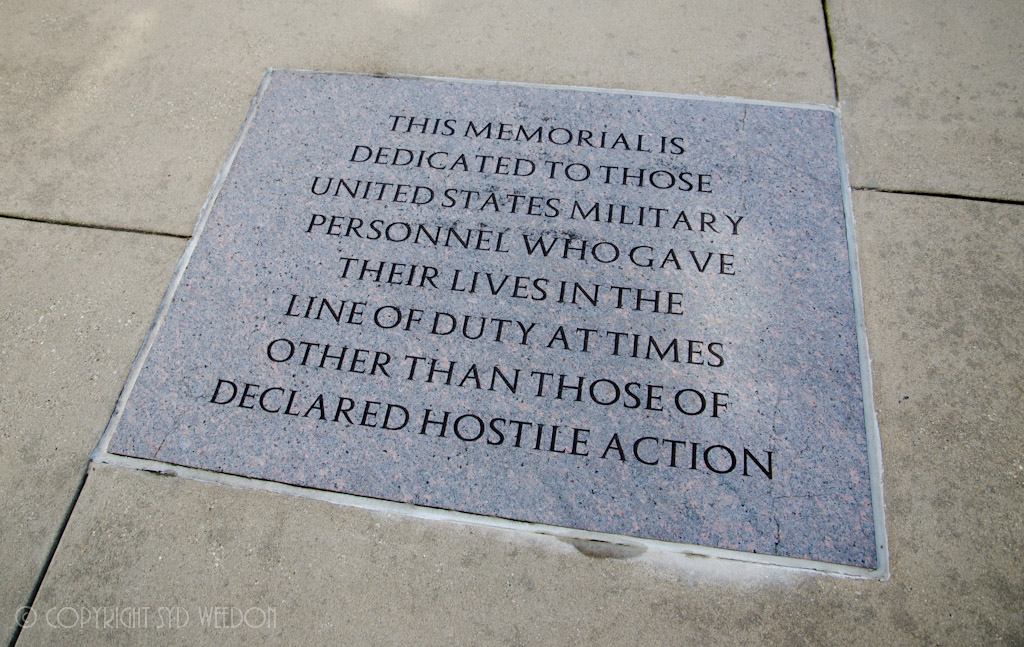 THIS MEMORIAL IS
DEDICATED TO THOSE
UNITED STATES MILITARY
PERSONNEL WHO GAVE
THEIR LIVES IN THE
LINE OF DUTY AT TIMES
OTHER THAN THOSE OF
DECLARED HOSTILE ACTION
© COPYRIGHT SYD WEEDON